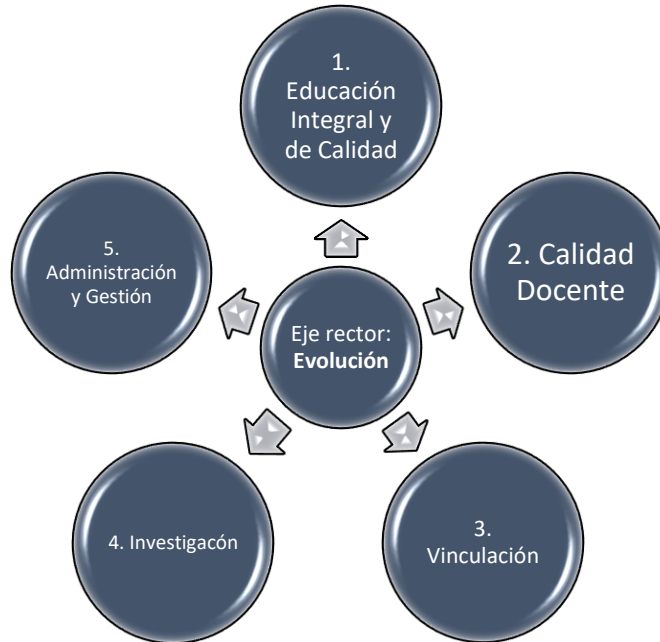 1.
Educación
Integral y
de Calidad
2. Calidad
Docente
3.
Vinculación
4. Investigacón
5.
Administración
y Gestión
Eje rector:
Evolución